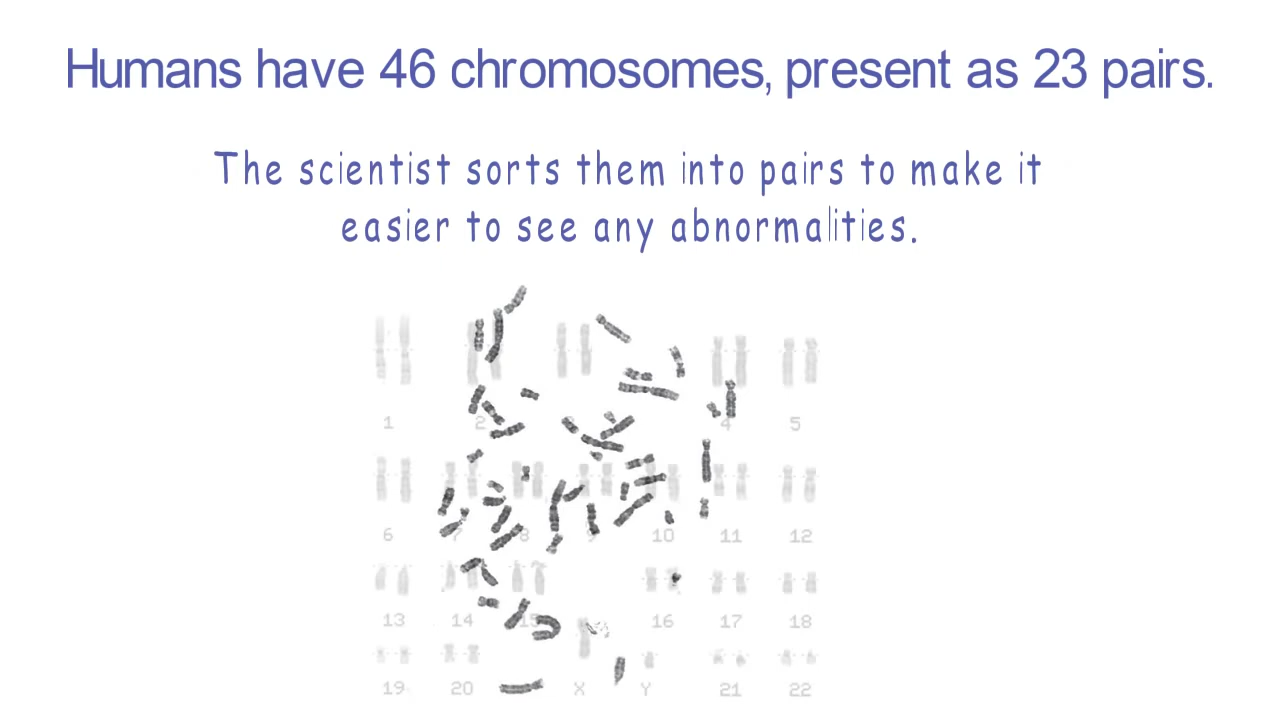 Humans have 46 chromosomes, present as 23 pairs.
The scientist sorts them into pairs to make it
easier to see any abnormalities.
1 2 3 4 5
6 7 8 9 10 11 12
13 14 15 16 17 18
19 20 X Y 21 22